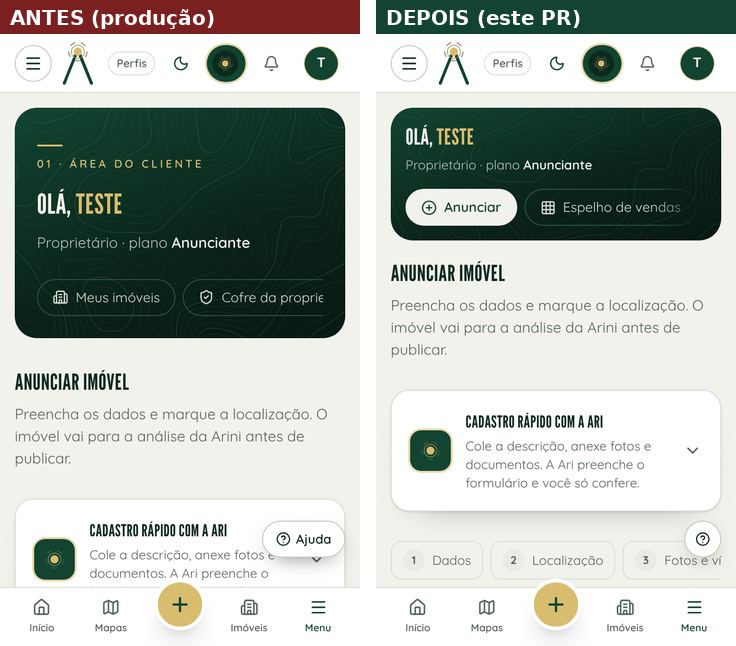 ANTES (produção)
Perfis
T
01 · ÁREA DO CLIENTE
OLÁ, TESTE
Proprietário · plano Anunciante
Meus imóveis
Cofre da proprie
ANUNCIAR IMÓVEL
Preencha os dados e marque a localização. O
imóvel vai para a análise da Arini antes de
publicar.
CADASTRO RÁPIDO COM A ARI
Cole a descrição, anexe fotos e
documentos. A Ari preenche o
Ajuda
Início
Mapas
Imóveis
Menu
DEPOIS (este PR)
Perfis
T
OLÁ, TESTE
Proprietário · plano Anunciante
Anunciar
Espelho de vendas
ANUNCIAR IMÓVEL
Preencha os dados e marque a localização. O
imóvel vai para a análise da Arini antes de
publicar.
CADASTRO RÁPIDO COM A ARI
Cole a descrição, anexe fotos e
documentos. A Ari preenche o
formulário e você só confere.
1 Dados
2 Localização
3 Fotos e ví
Início
Mapas
Imóveis
Menu